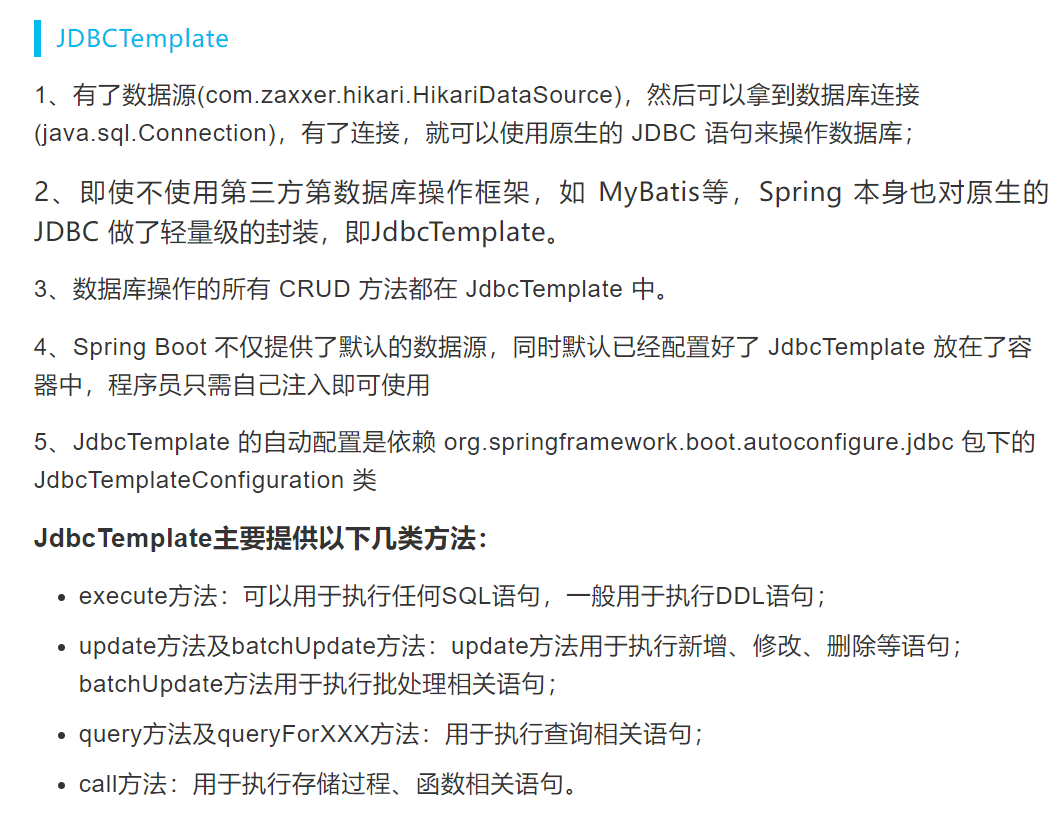 JDBCTemplate
1、有了数据源(com.zaxxer.hikari.HikariDataSource)，然后可以拿到数据库连接
(java.sql.Connection)，有了连接，就可以使用原生的 JDBC 语句来操作数据库；
2、即使不使用第三方第数据库操作框架，如 MyBatis等，Spring 本身也对原生的
JDBC 做了轻量级的封装，即JdbcTemplate。
3、数据库操作的所有 CRUD 方法都在 JdbcTemplate 中。
4、Spring Boot 不仅提供了默认的数据源，同时默认已经配置好了 JdbcTemplate 放在了容
器中，程序员只需自己注入即可使用
5、JdbcTemplate 的自动配置是依赖 org.springframework.boot.autoconfigure.jdbc 包下的
JdbcTemplateConfiguration 类
JdbcTemplate主要提供以下几类方法：
• execute方法：可以用于执行任何SQL语句，一般用于执行DDL语句；
• update方法及batchUpdate方法：update方法用于执行新增、修改、删除等语句；
batchUpdate方法用于执行批处理相关语句；
• query方法及queryForXXX方法：用于执行查询相关语句；
• call方法：用于执行存储过程、函数相关语句。